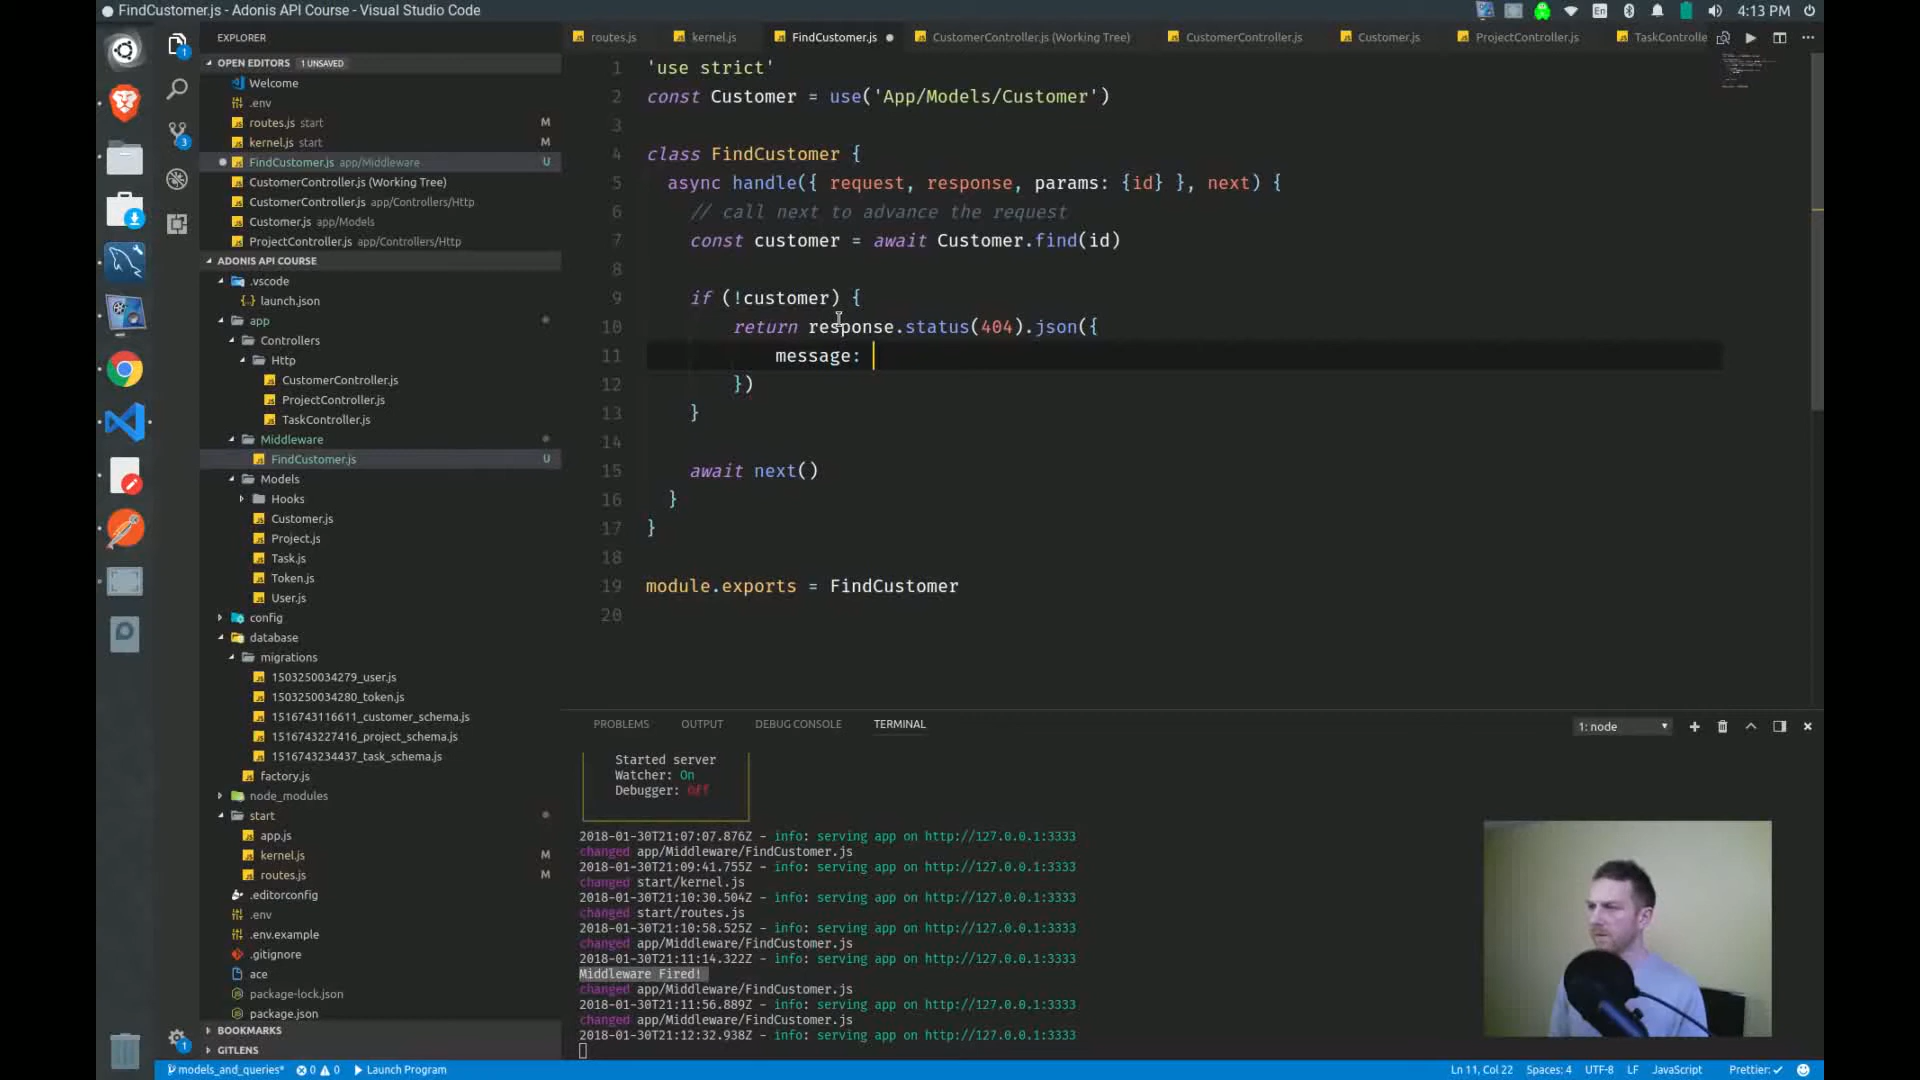 FindCustomer.js - Adonis API Course - Visual Studio Code
En
4:13 PM
EXPLORER
OPEN EDITORS 1 UNSAVED
Welcome
.env
routes.js start M
kernel.js start M
FindCustomer.js app/Middleware U
CustomerController.js (Working Tree)
CustomerController.js app/Controllers/Http
Customer.js app/Models
ProjectController.js app/Controllers/Http
ADONIS API COURSE
.vscode
launch.json
app
Controllers
Http
CustomerController.js
ProjectController.js
TaskController.js
Middleware
FindCustomer.js U
Models
Hooks
Customer.js
Project.js
Task.js
Token.js
User.js
config
database
migrations
1503250034279_user.js
1503250034280_token.js
1516743116611_customer_schema.js
1516743227416_project_schema.js
1516743234437_task_schema.js
factory.js
node_modules
start
app.js
kernel.js M
routes.js M
.editorconfig
.env
.env.example
.gitignore
ace
package-lock.json
package.json
BOOKMARKS
GITLENS
1
3
1
routes.js kernel.js FindCustomer.js CustomerController.js (Working Tree) CustomerController.js Customer.js ProjectController.js TaskControlle
1 'use strict'
2 const Customer = use('App/Models/Customer')
3
4 class FindCustomer {
5 async handle({ request, response, params: {id} }, next) {
6 // call next to advance the request
7 const customer = await Customer.find(id)
8
9 if (!customer) {
10 return response.status(404).json({
11 message:
12 })
13 }
14
15 await next()
16 }
17 }
18
19 module.exports = FindCustomer
20
PROBLEMS OUTPUT DEBUG CONSOLE TERMINAL 1: node
Started server
Watcher: On
Debugger: Off
2018-01-30T21:07:07.876Z - info: serving app on http://127.0.0.1:3333
changed app/Middleware/FindCustomer.js
2018-01-30T21:09:41.755Z - info: serving app on http://127.0.0.1:3333
changed start/kernel.js
2018-01-30T21:10:30.504Z - info: serving app on http://127.0.0.1:3333
changed start/routes.js
2018-01-30T21:10:58.525Z - info: serving app on http://127.0.0.1:3333
changed app/Middleware/FindCustomer.js
2018-01-30T21:11:14.322Z - info: serving app on http://127.0.0.1:3333
Middleware Fired!
changed app/Middleware/FindCustomer.js
2018-01-30T21:11:56.889Z - info: serving app on http://127.0.0.1:3333
changed app/Middleware/FindCustomer.js
2018-01-30T21:12:32.938Z - info: serving app on http://127.0.0.1:3333
models_and_queries* 0 0 Launch Program Ln 11, Col 22 Spaces: 4 UTF-8 LF JavaScript Prettier: ✓